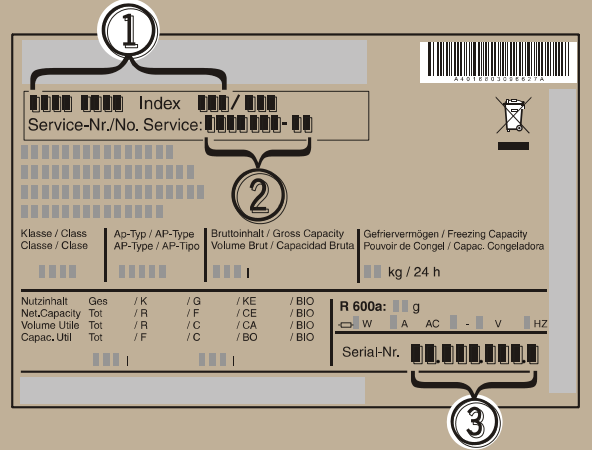 1
A4016803006627A
Index /
Service-Nr./No. Service: -
2
Klasse / Class
Classe / Clase
Ap-Typ / AP-Type
AP-Type / AP-Tipo
Bruttoinhalt / Gross Capacity
Volume Brut / Capacidad Bruta
l
Gefriervermögen / Freezing Capacity
Pouvoir de Congel / Capac. Congeladora
kg / 24 h
Nutzinhalt Ges / K / G / KE / BIO
Net.Capacity Tot / R / F / CE / BIO
Volume Utile Tot / R / C / CA / BIO
Capac. Util Tot / F / C / BO / BIO
l l
R 600a: g
W A AC - V HZ
Serial-Nr. . . .
3